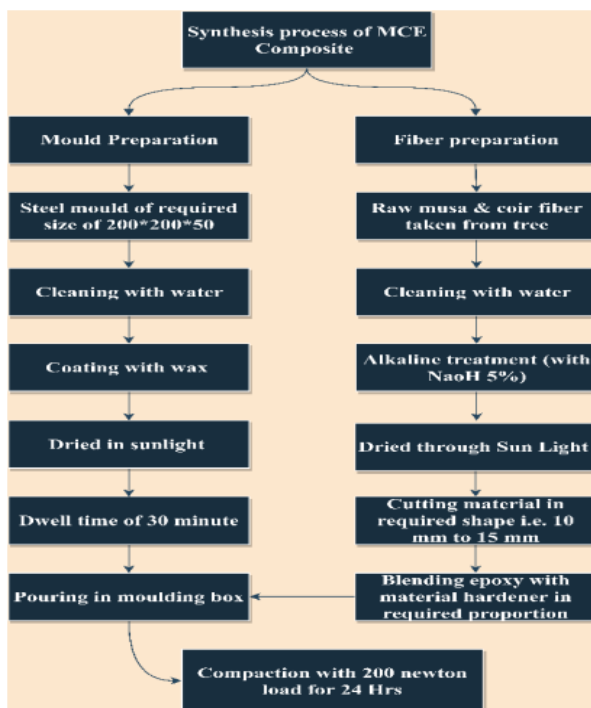 Synthesis process of MCE
Composite
Mould Preparation
Fiber preparation
Steel mould of required
size of 200*200*50
Raw musa & coir fiber
taken from tree
Cleaning with water
Cleaning with water
Coating with wax
Alkaline treatment (with
NaoH 5%)
Dried in sunlight
Dried through Sun Light
Dwell time of 30 minute
Cutting material in
required shape i.e. 10
mm to 15 mm
Pouring in moulding box
Blending epoxy with
material hardener in
required proportion
Compaction with 200 newton
load for 24 Hrs